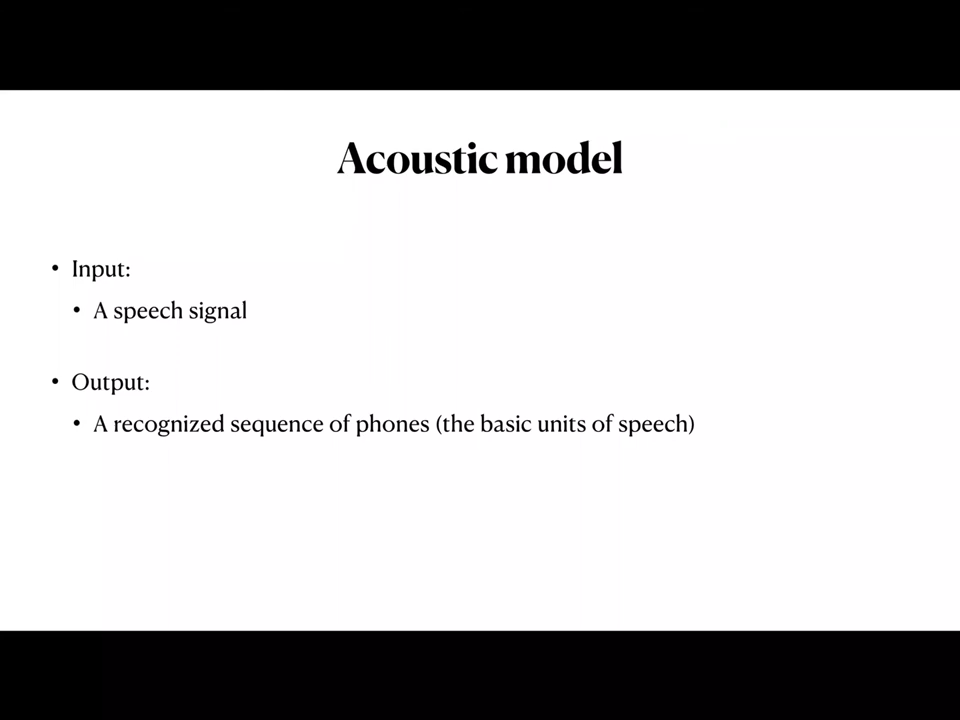 Acoustic model
• Input:
• A speech signal
• Output:
• A recognized sequence of phones (the basic units of speech)